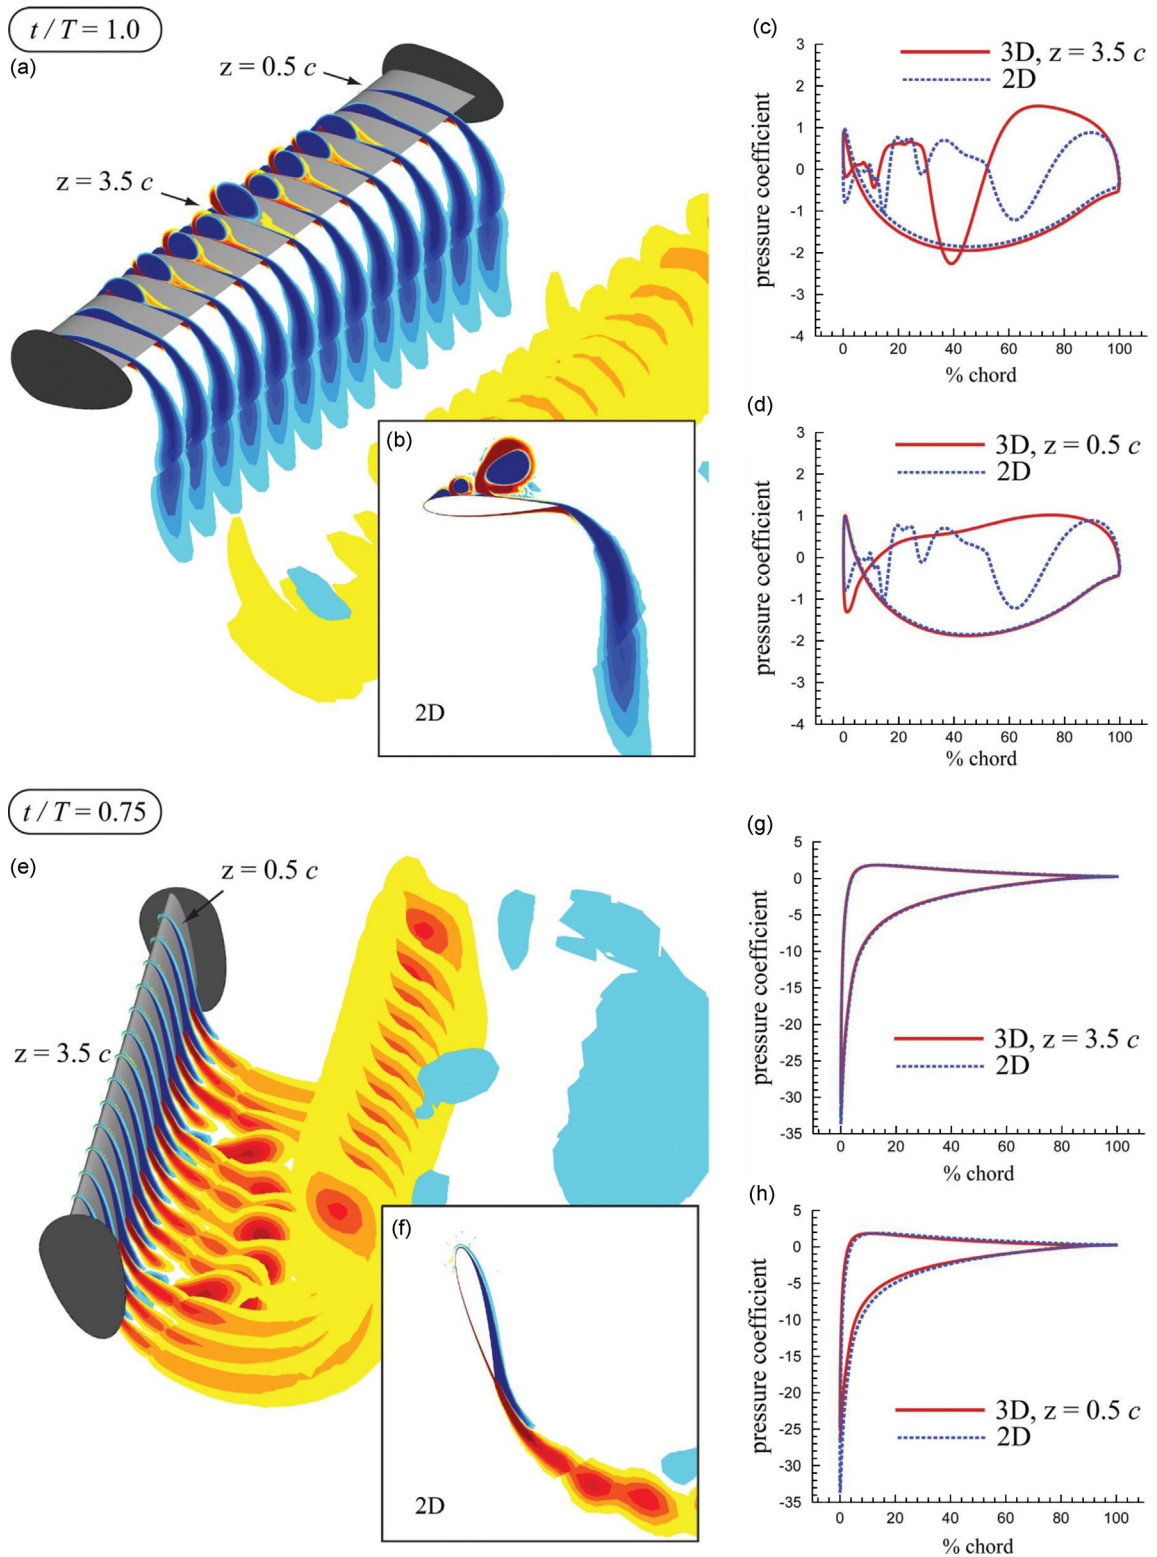 t / T = 1.0
(a)
z = 0.5 c
z = 3.5 c
(b)
2D
(c)
3D, z = 3.5 c
2D
pressure coefficient
3
2
1
0
-1
-2
-3
-4
0 20 40 60 80 100
% chord
(d)
3D, z = 0.5 c
2D
pressure coefficient
3
2
1
0
-1
-2
-3
-4
0 20 40 60 80 100
% chord
t / T = 0.75
(e)
z = 0.5 c
z = 3.5 c
(f)
2D
(g)
5
0
-5
-10
-15
-20
-25
-30
-35
pressure coefficient
3D, z = 3.5 c
2D
0 20 40 60 80 100
% chord
(h)
5
0
-5
-10
-15
-20
-25
-30
-35
pressure coefficient
3D, z = 0.5 c
2D
0 20 40 60 80 100
% chord